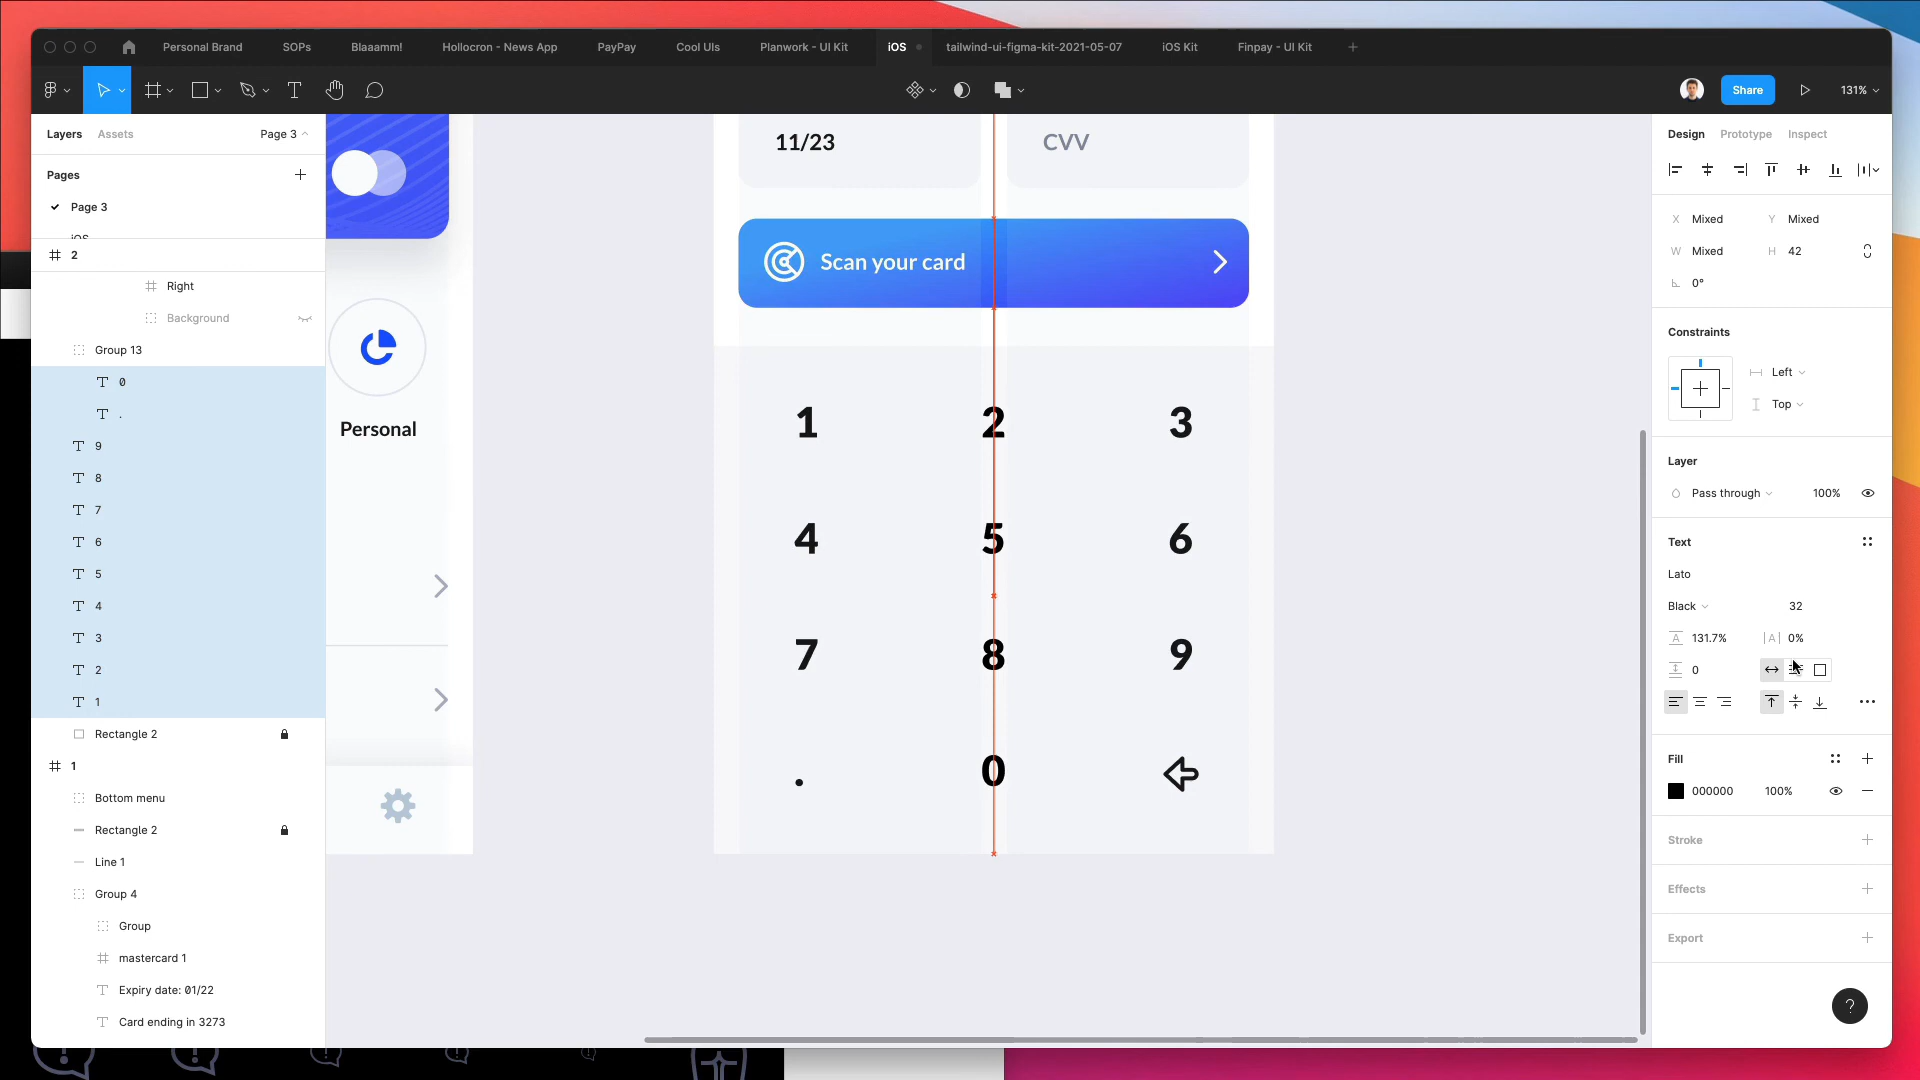 Personal Brand
SOPs
Blaaamm!
Hollocron - News App
PayPay
Cool UIs
Planwork - UI Kit
iOS
tailwind-ui-figma-kit-2021-05-07
iOS Kit
Finpay - UI Kit
Share
131%
Layers
Assets
Page 3
Pages
Page 3
iOS
2
Right
Background
Group 13
0
.
9
8
7
6
5
4
3
2
1
Rectangle 2
1
Bottom menu
Rectangle 2
Line 1
Group 4
Group
mastercard 1
Expiry date: 01/22
Card ending in 3273
Personal
11/23
CVV
Scan your card
1 2 3
4 5 6
7 8 9
. 0
Design
Prototype
Inspect
X Mixed
Y Mixed
W Mixed
H 42
0°
Constraints
Left
Top
Layer
Pass through
100%
Text
Lato
Black
32
131.7%
0%
0
Fill
000000
100%
Stroke
Effects
Export
?